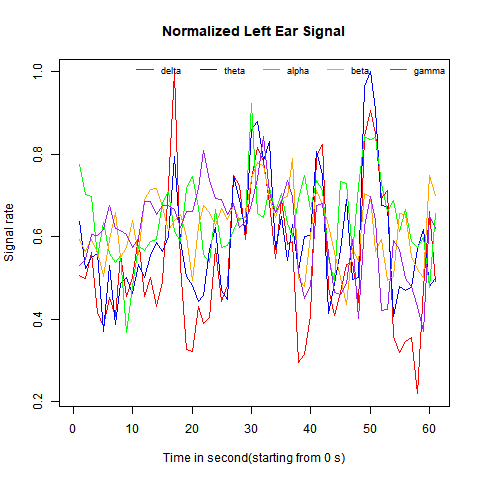 Normalized Left Ear Signal
delta theta alpha beta gamma
1.0
0.8
0.6
0.4
0.2
Signal rate
0 10 20 30 40 50 60
Time in second(starting from 0 s)